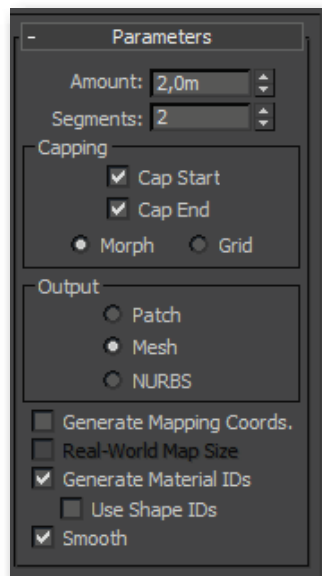 - Parameters
Amount: 2,0m
Segments: 2
Capping
Cap Start
Cap End
Morph Grid
Output
Patch
Mesh
NURBS
Generate Mapping Coords.
Real-World Map Size
Generate Material IDs
Use Shape IDs
Smooth